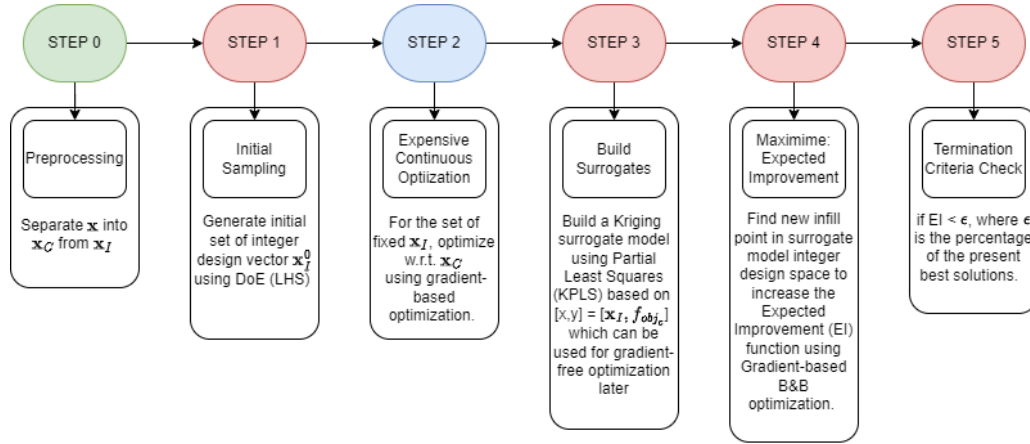 STEP 0
STEP 1
STEP 2
STEP 3
STEP 4
STEP 5
Preprocessing
Separate x into
x_C from x_I
Initial
Sampling
Generate initial
set of integer
design vector x_I^0
using DoE (LHS)
Expensive
Continuous
Optiization
For the set of
fixed x_I, optimize
w.r.t. x_C
using gradient-
based
optimization.
Build
Surrogates
Build a Kriging
surrogate model
using Partial
Least Squares
(KPLS) based on
[x,y] = [x_I, f_obj_c]
which can be
used for gradient-
free optimization
later
Maximime:
Expected
Improvement
Find new infill
point in surrogate
model integer
design space to
increase the
Expected
Improvement (EI)
function using
Gradient-based
B&B
optimization.
Termination
Criteria Check
if EI < ϵ, where ϵ
is the percentage
of the present
best solutions.